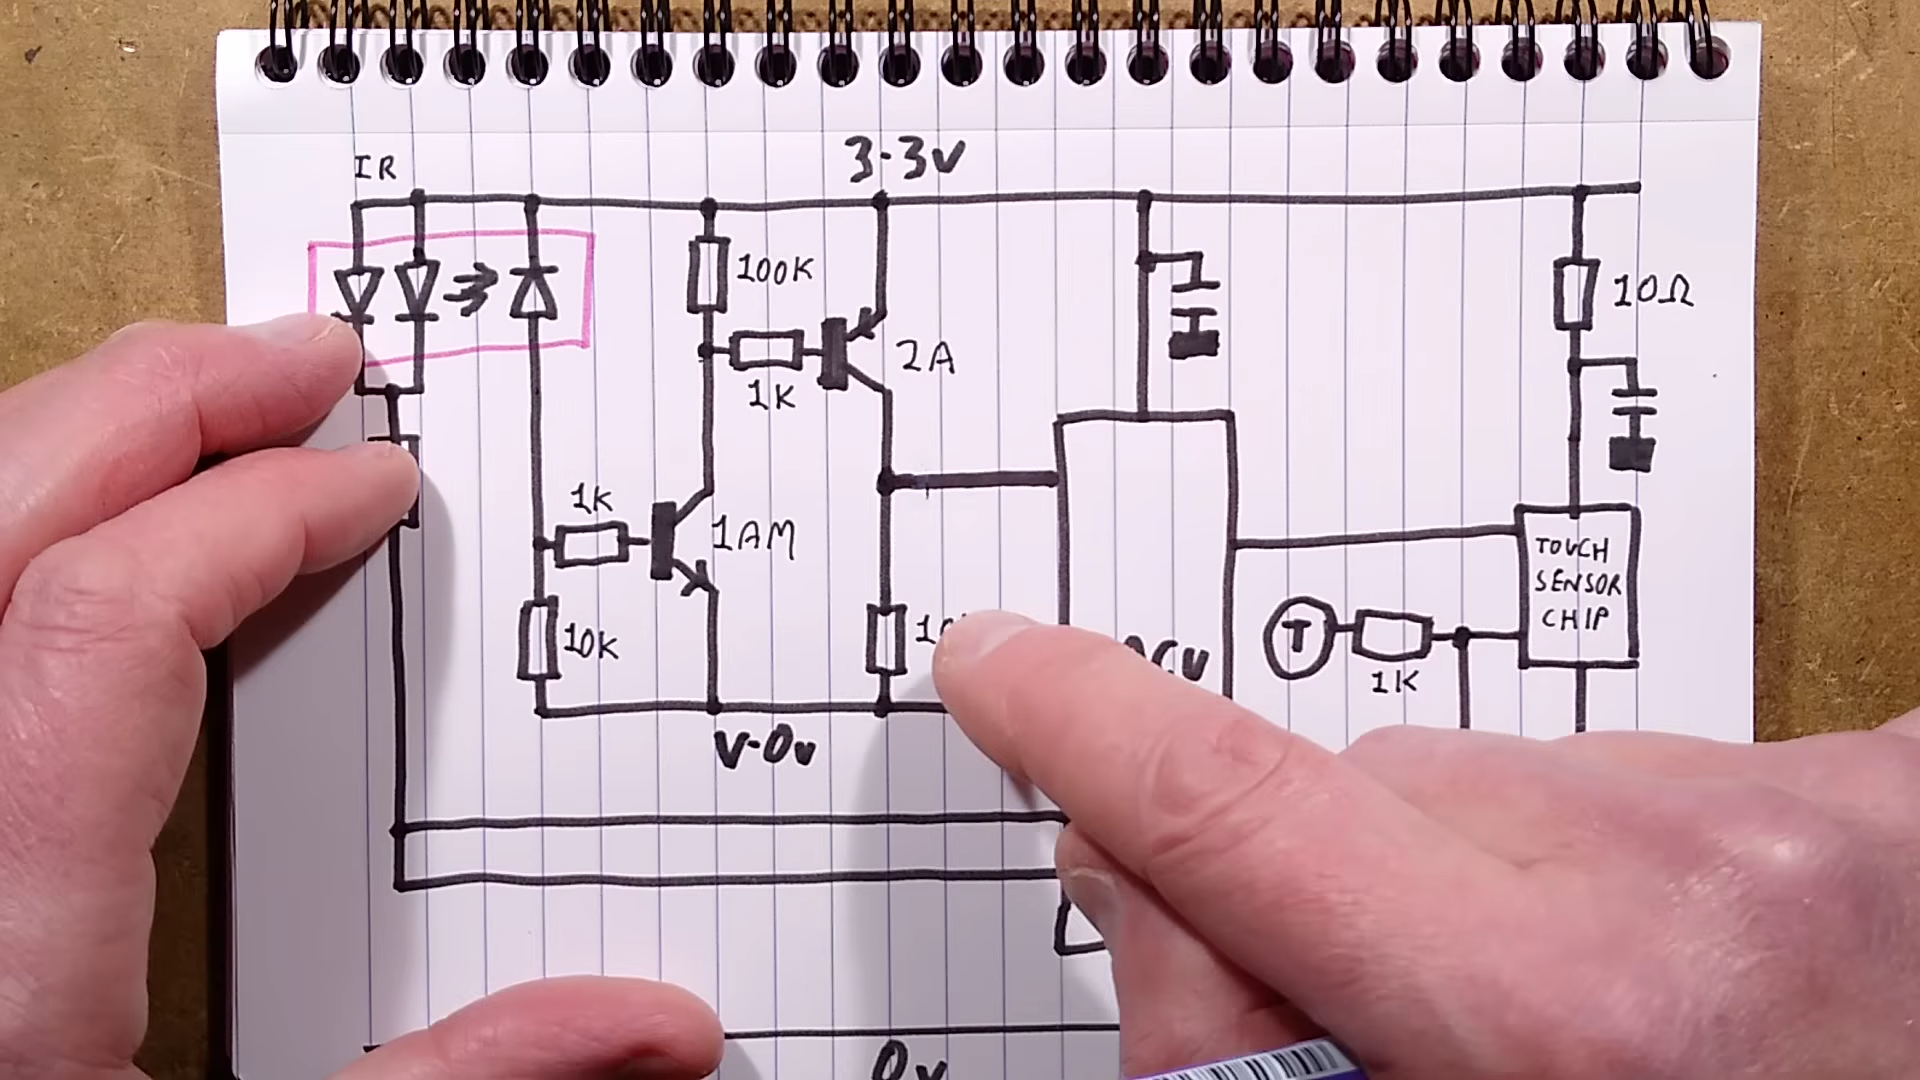 IR
3.3V
100K
10Ω
1K
2A
1K
1AM
TOUCH
SENSOR
CHIP
10K
T
1K
V-0V
0V